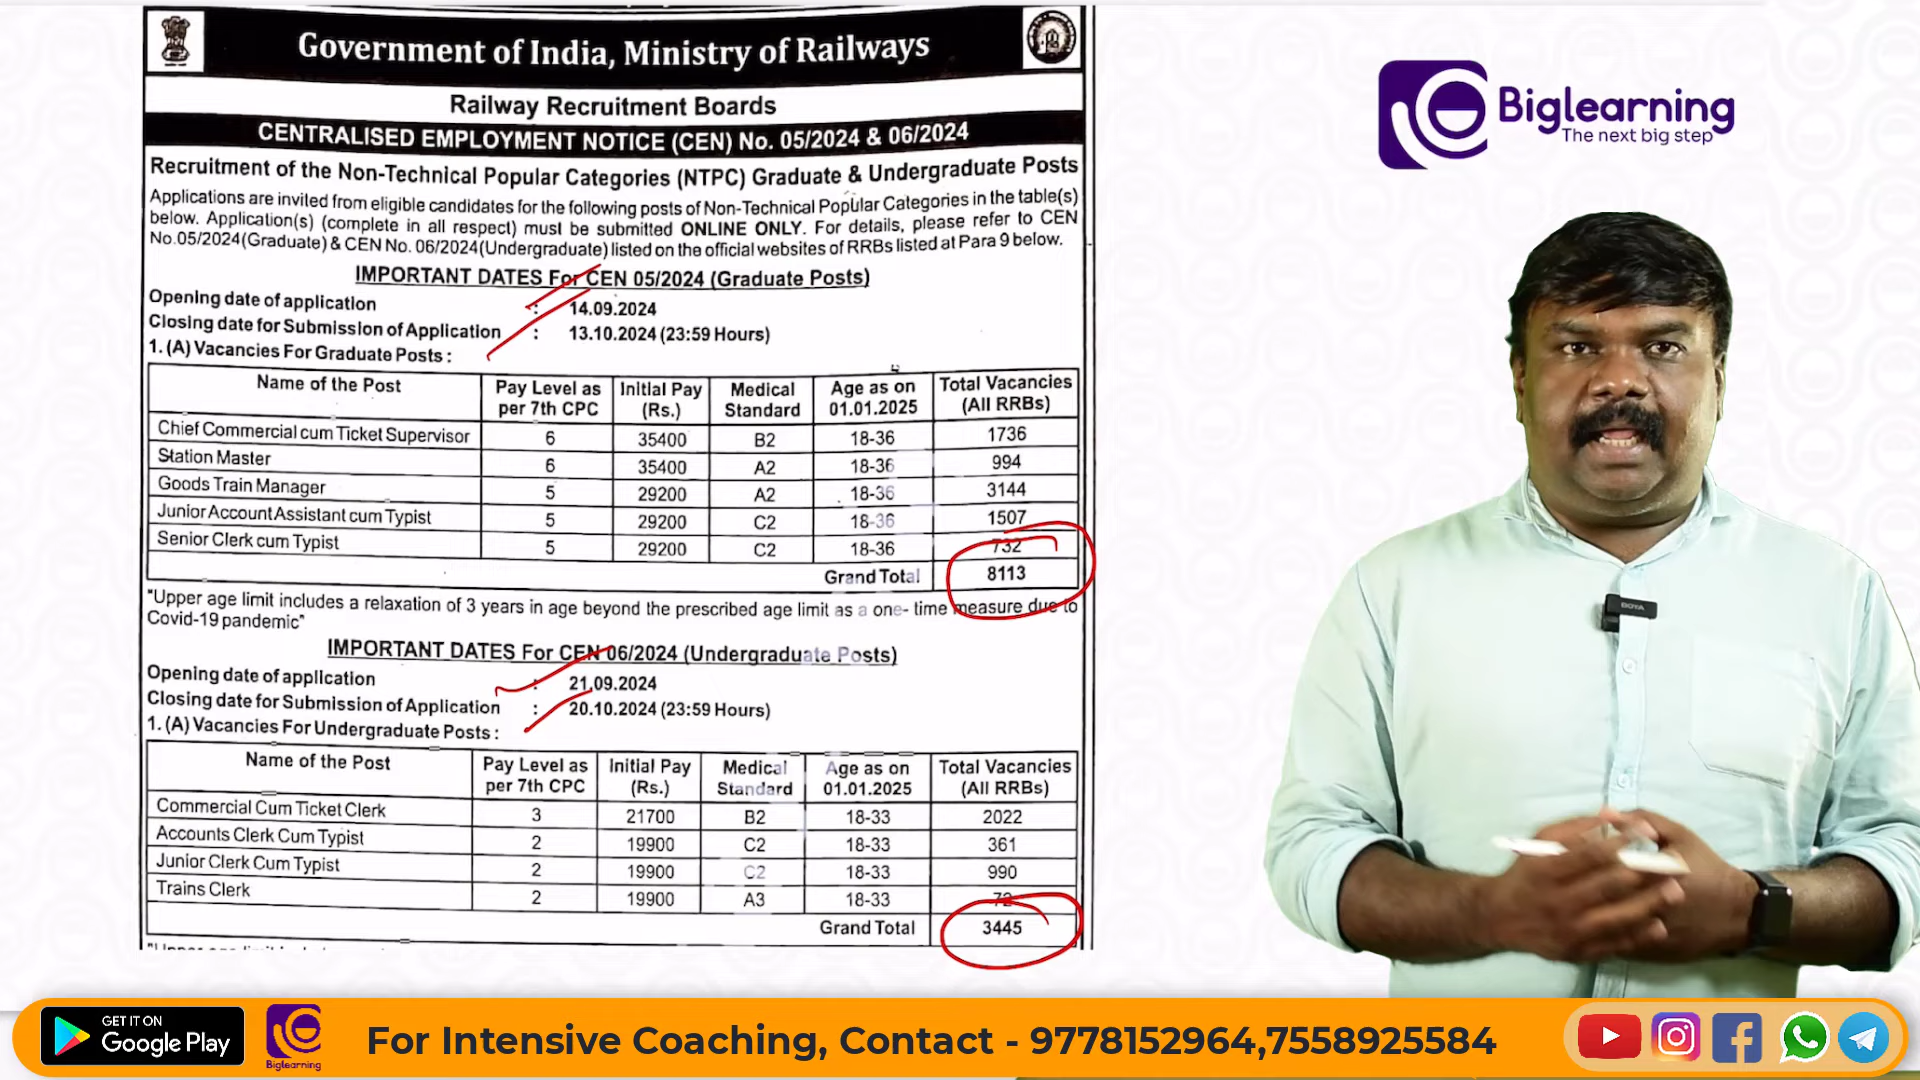 Government of India, Ministry of Railways
Railway Recruitment Boards
CENTRALISED EMPLOYMENT NOTICE (CEN) No. 05/2024 & 06/2024
Recruitment of the Non-Technical Popular Categories (NTPC) Graduate & Undergraduate Posts
Applications are invited from eligible candidates for the following posts of Non-Technical Popular Categories in the table(s)
below. Application(s) (complete in all respect) must be submitted ONLINE ONLY. For details, please refer to CEN
No.05/2024(Graduate) & CEN No. 06/2024(Undergraduate) listed on the official websites of RRBs listed at Para 9 below.
IMPORTANT DATES For CEN 05/2024 (Graduate Posts)
Opening date of application : 14.09.2024
Closing date for Submission of Application : 13.10.2024 (23:59 Hours)
1. (A) Vacancies For Graduate Posts :
Name of the Post Pay Level as per 7th CPC Initial Pay (Rs.) Medical Standard Age as on 01.01.2025 Total Vacancies (All RRBs)
Chief Commercial cum Ticket Supervisor 6 35400 B2 18-36 1736
Station Master 6 35400 A2 18-36 994
Goods Train Manager 5 29200 A2 18-36 3144
Junior Account Assistant cum Typist 5 29200 C2 18-36 1507
Senior Clerk cum Typist 5 29200 C2 18-36 732
Grand Total 8113
"Upper age limit includes a relaxation of 3 years in age beyond the prescribed age limit as a one- time measure due to
Covid-19 pandemic"
IMPORTANT DATES For CEN 06/2024 (Undergraduate Posts)
Opening date of application : 21.09.2024
Closing date for Submission of Application : 20.10.2024 (23:59 Hours)
1. (A) Vacancies For Undergraduate Posts :
Name of the Post Pay Level as per 7th CPC Initial Pay (Rs.) Medical Standard Age as on 01.01.2025 Total Vacancies (All RRBs)
Commercial Cum Ticket Clerk 3 21700 B2 18-33 2022
Accounts Clerk Cum Typist 2 19900 C2 18-33 361
Junior Clerk Cum Typist 2 19900 C2 18-33 990
Trains Clerk 2 19900 A3 18-33 72
Grand Total 3445
Biglearning
The next big step
BOYA
GET IT ON
Google Play
Biglearning
For Intensive Coaching, Contact - 9778152964,7558925584